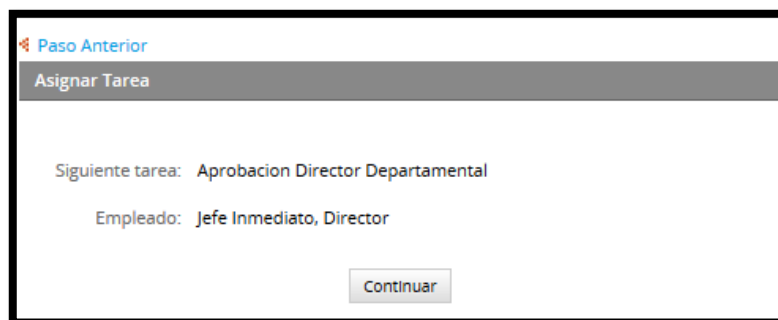 Paso Anterior
Asignar Tarea
Siguiente tarea: Aprobacion Director Departamental
Empleado: Jefe Inmediato, Director
Continuar